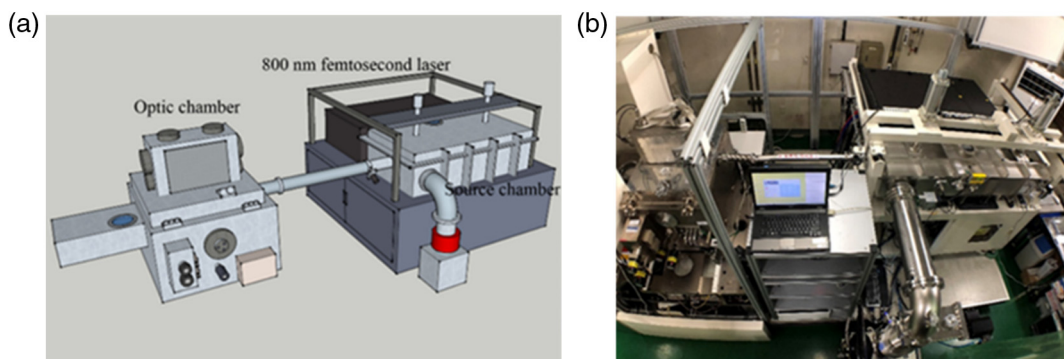 (a)
(b)
800 nm femtosecond laser
Optic chamber
Source chamber